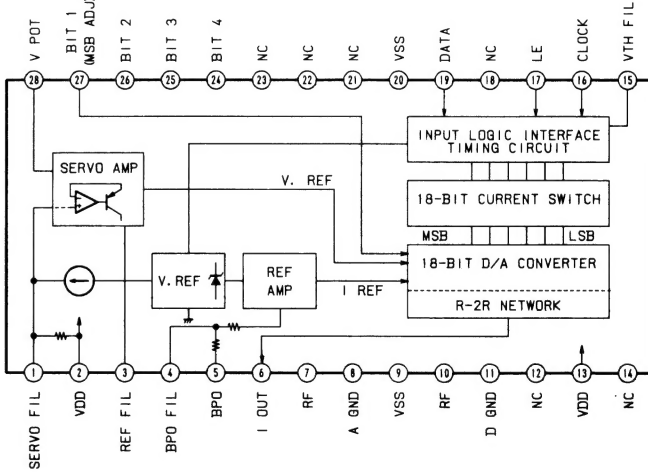 V POT
BIT 1
(MSB ADJ
BIT 2
BIT 3
BIT 4
NC
NC
NC
VSS
DATA
NC
LE
CLOCK
VTH FIL
28
27
26
25
24
23
22
21
20
19
18
17
16
15
INPUT LOGIC INTERFACE
TIMING CIRCUIT
SERVO AMP
V. REF
18-BIT CURRENT SWITCH
MSB
LSB
18-BIT D/A CONVERTER
R-2R NETWORK
V.REF
REF
AMP
I REF
1
2
3
4
5
6
7
8
9
10
11
12
13
14
SERVO FIL
VDD
REF FIL
BPO FIL
BPO
I OUT
RF
A GND
VSS
RF
D GND
NC
VDD
NC